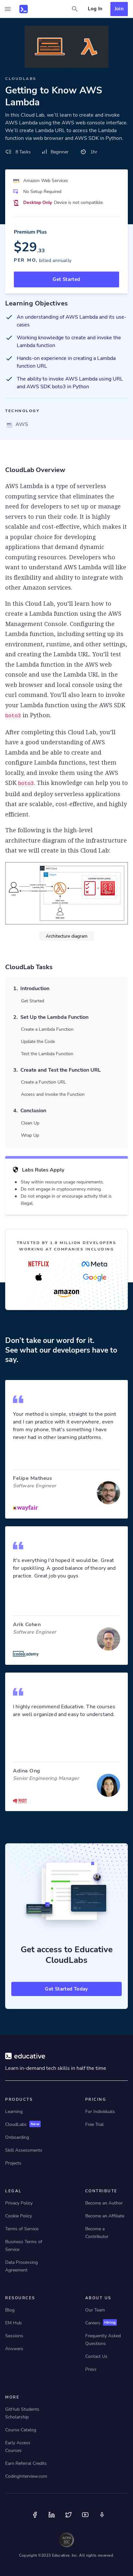 Log In
Join
CLOUDLABS
Getting to Know AWS
Lambda
In this Cloud Lab, we'll learn to create and invoke
AWS Lambda using the AWS web console interface.
We'll create Lambda URL to access the Lambda
function via web browser and AWS SDK in Python.
8 Tasks
Beginner
1hr
Amazon Web Services
No Setup Required
Desktop Only Device is not compatible.
Premium Plus
$29.33
PER MO, billed annually
Get Started
Learning Objectives
An understanding of AWS Lambda and its use-
cases
Working knowledge to create and invoke the
Lambda function
Hands-on experience in creating a Lambda
function URL
The ability to invoke AWS Lambda using URL
and AWS SDK boto3 in Python
TECHNOLOGY
AWS
CloudLab Overview
AWS Lambda is a type of serverless
computing service that eliminates the
need for developers to set up or manage
servers to run their code. It is highly
scalable and cost-effective, which makes it
a popular choice for developing
applications that demand these
attributes. Anyone who wants to work
with serverless architectures in AWS
needs to understand AWS Lambda well like
its flexibility and ability to integrate with
other Amazon services.
In this Cloud Lab, you'll learn how to
create Lambda function through the AWS
Management Console. Configuring the
environment, runtime, and other settings,
and creating the Lambda URL. You'll learn
to use both the AWS Lambda web
console and use the Lambda URL in the
web browser and execute the Lambda
function. You'll also learn to invoke
your Lambda function using the AWS SDK
boto3 in Python.
After completing the Cloud Lab, you'll
have a good understanding of AWS
Lambda, and will be able to create and
configure Lambda functions, and
invoke them using URL and the AWS
SDK boto3. This knowledge can help you
build and deploy serverless applications
that are scalable, cost-effective, and highly
efficient.
The following is the high-level
architecture diagram of the infrastructure
that we will create in this Cloud Lab:
Architecture diagram
CloudLab Tasks
1. Introduction
Get Started
2. Set Up the Lambda Function
Create a Lambda Function
Update the Code
Test the Lambda Function
3. Create and Test the Function URL
Create a Function URL
Access and Invoke the Function
4. Conclusion
Clean Up
Wrap Up
Labs Rules Apply
Stay within resource usage requirements.
Do not engage in cryptocurrency mining.
Do not engage in or encourage activity that is
illegal.
TRUSTED BY 1.8 MILLION DEVELOPERS
WORKING AT COMPANIES INCLUDING
NETFLIX
Meta
Google
amazon
Don't take our word for it.
See what our developers have to
say.
Your method is simple, straight to the point
and I can practice with it everywhere, even
from my phone, that's something I have
never had in other learning platforms.
Felipe Matheus
Software Engineer
wayfair
It's everything I'd hoped it would be. Great
for upskilling. A good balance of theory and
practice. Great job you guys
Arik Cohen
Software Engineer
codecademy
I highly recommend Educative. The courses
are well organized and easy to understand.
Adina Ong
Senior Engineering Manager
Get access to Educative
CloudLabs
Get Started Today
educative
Learn in-demand tech skills in half the time
PRODUCTS
Learning
CloudLabs New
Onboarding
Skill Assessments
Projects
PRICING
For Individuals
Free Trial
LEGAL
Privacy Policy
Cookie Policy
Terms of Service
Business Terms of
Service
Data Processing
Agreement
CONTRIBUTE
Become an Author
Become an Affiliate
Become a
Contributor
RESOURCES
Blog
EM Hub
Sessions
Answers
ABOUT US
Our Team
Careers Hiring
Frequently Asked
Questions
Contact Us
Press
MORE
GitHub Students
Scholarship
Course Catalog
Early Access
Courses
Earn Referral Credits
CodingInterview.com
Copyright ©2023 Educative, Inc. All rights reserved.